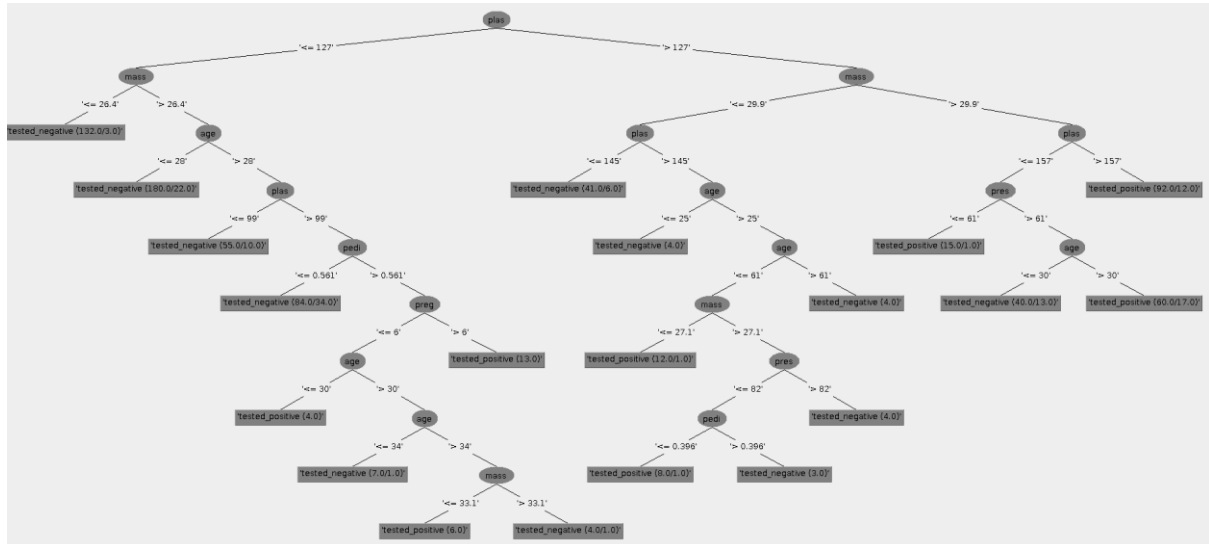 plas
'<= 127' '> 127'
mass mass
'<= 26.4' '> 26.4' '<= 29.9' '> 29.9'
'tested_negative (132.0/3.0)' age plas plas
'<= 28' '> 28' '<= 145' '> 145' '<= 157' '> 157'
'tested_negative (180.0/22.0)' plas 'tested_negative (41.0/6.0)' age pres 'tested_positive (92.0/12.0)'
'<= 99' '> 99' '<= 25' '> 25' '<= 61' '> 61'
'tested_negative (55.0/10.0)' pedi 'tested_negative (4.0)' age 'tested_positive (15.0/1.0)' age
'<= 0.561' '> 0.561' '<= 61' '> 61' '<= 30' '> 30'
'tested_negative (84.0/34.0)' preg mass 'tested_negative (4.0)' 'tested_negative (40.0/13.0)' 'tested_positive (60.0/17.0)'
'<= 6' '> 6' '<= 27.1' '> 27.1'
age 'tested_positive (13.0)' 'tested_positive (12.0/1.0)' pres
'<= 30' '> 30' '<= 82' '> 82'
'tested_positive (4.0)' age pedi 'tested_negative (4.0)'
'<= 34' '> 34' '<= 0.396' '> 0.396'
'tested_negative (7.0/1.0)' mass 'tested_positive (8.0/1.0)' 'tested_negative (3.0)'
'<= 33.1' '> 33.1'
'tested_positive (6.0)' 'tested_negative (4.0/1.0)'